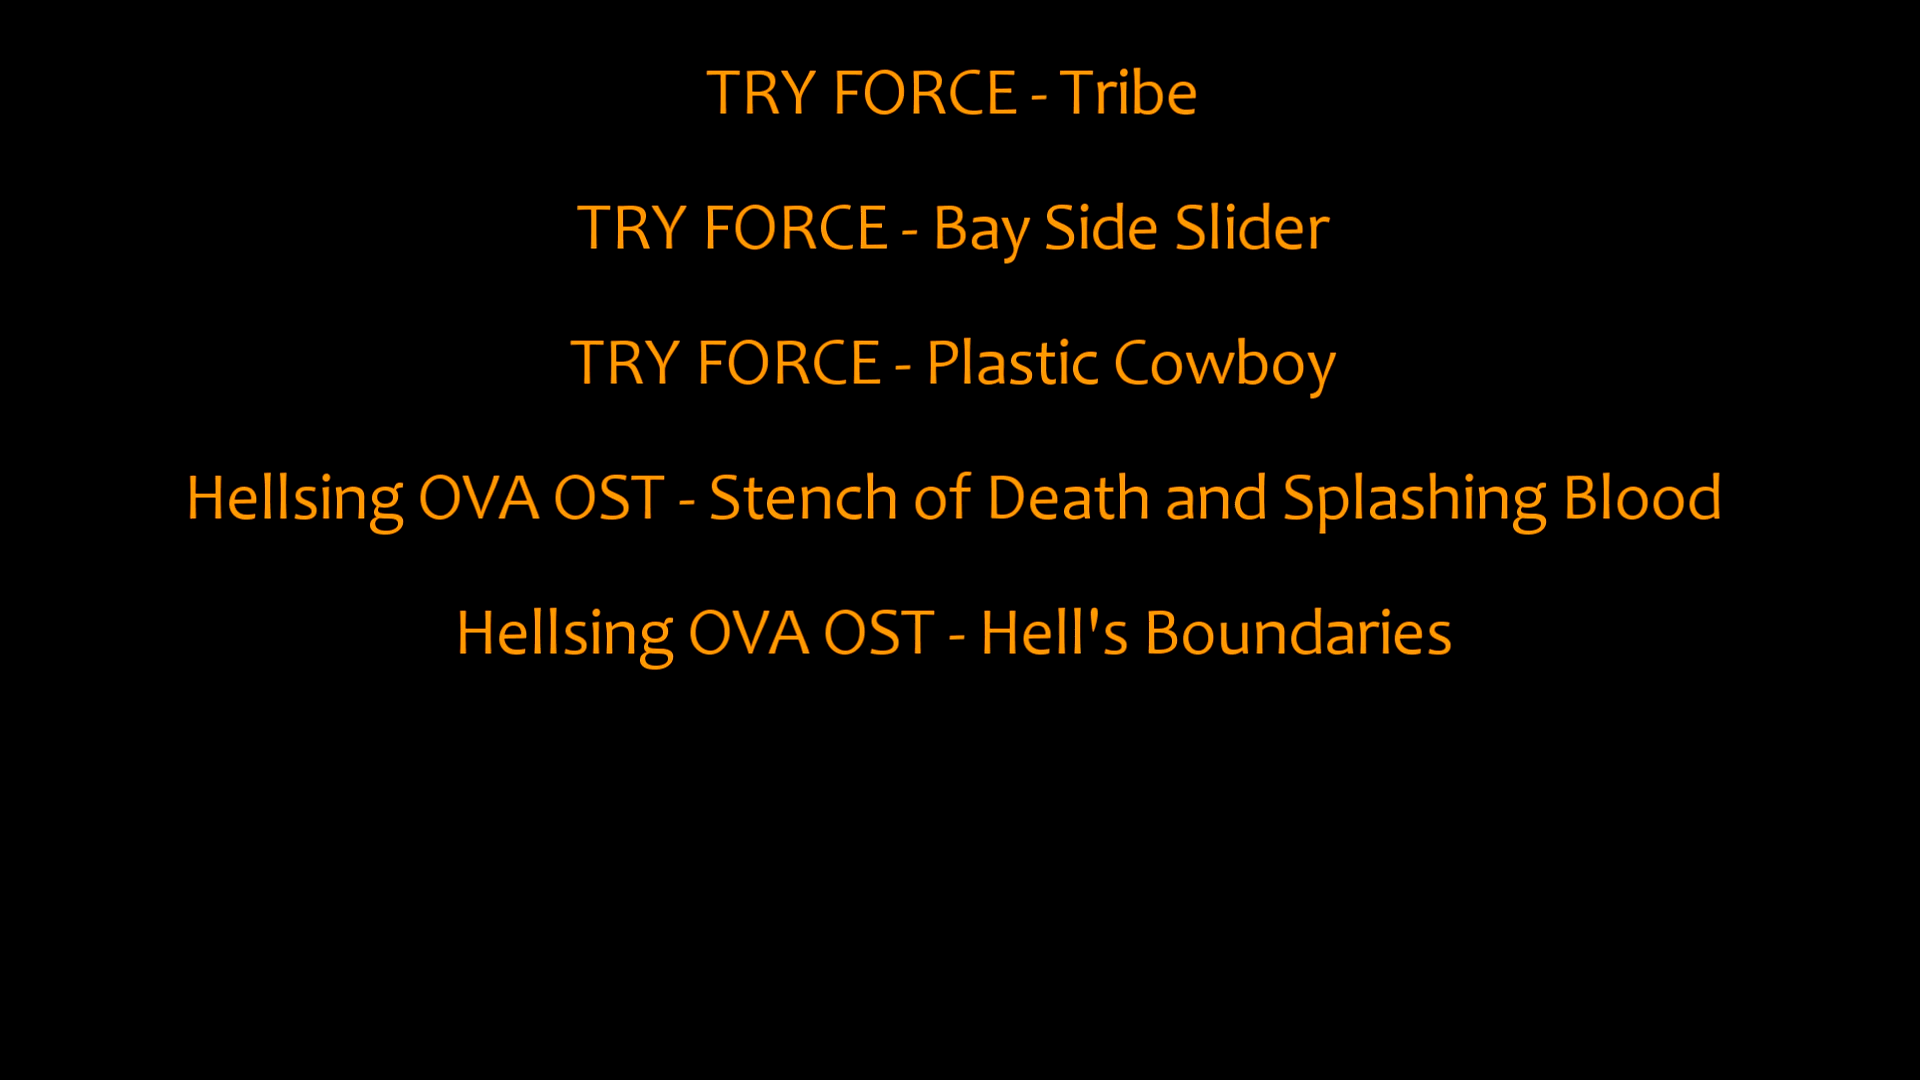 TRY FORCE - Tribe
TRY FORCE - Bay Side Slider
TRY FORCE - Plastic Cowboy
Hellsing OVA OST - Stench of Death and Splashing Blood
Hellsing OVA OST - Hell's Boundaries